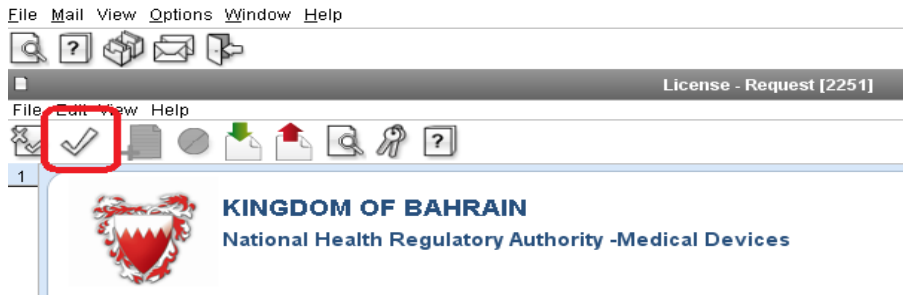 File Mail View Options Window Help
?
License - Request [2251]
File Edit View Help
?
1
KINGDOM OF BAHRAIN
National Health Regulatory Authority -Medical Devices